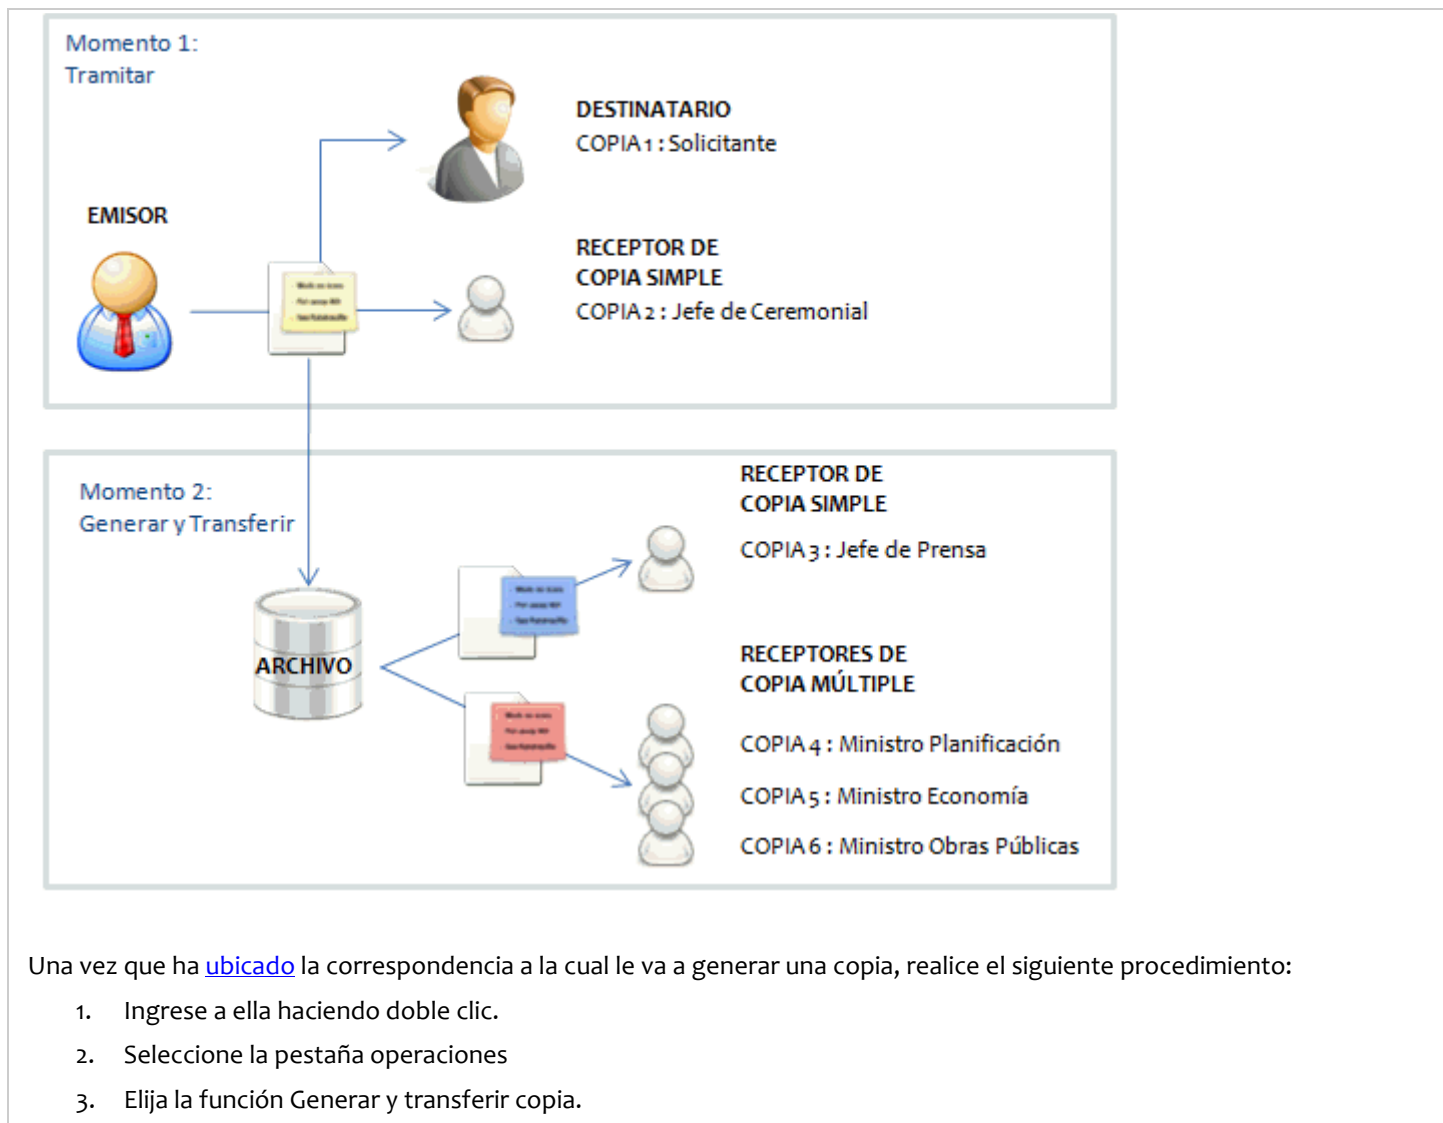 Momento 1:
Tramitar
DESTINATARIO
COPIA 1 : Solicitante
EMISOR
RECEPTOR DE
COPIA SIMPLE
COPIA 2 : Jefe de Ceremonial
Momento 2:
Generar y Transferir
RECEPTOR DE
COPIA SIMPLE
COPIA 3 : Jefe de Prensa
ARCHIVO
RECEPTORES DE
COPIA MÚLTIPLE
COPIA 4 : Ministro Planificación
COPIA 5 : Ministro Economía
COPIA 6 : Ministro Obras Públicas
Una vez que ha ubicado la correspondencia a la cual le va a generar una copia, realice el siguiente procedimiento:
1. Ingrese a ella haciendo doble clic.
2. Seleccione la pestaña operaciones
3. Elija la función Generar y transferir copia.